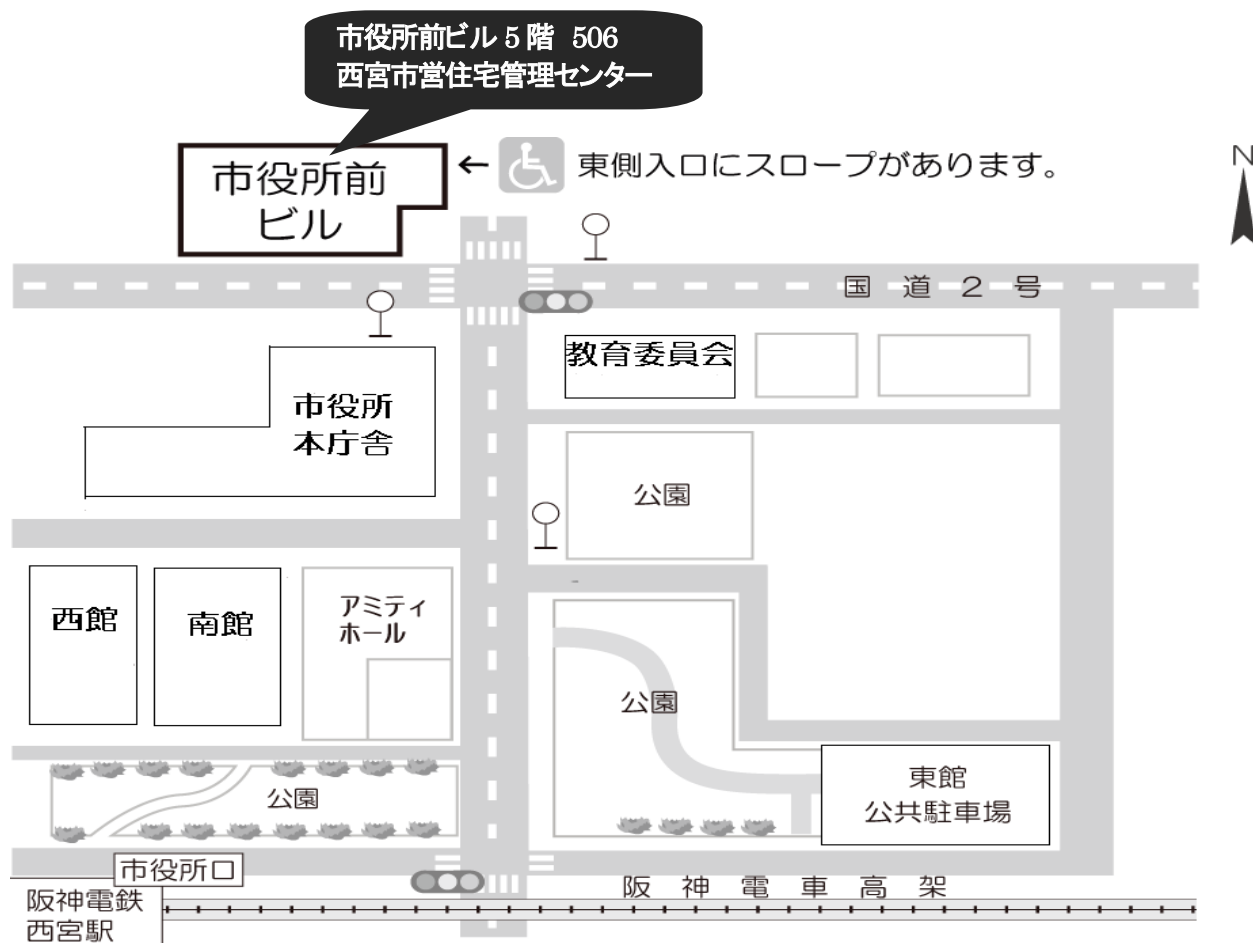 市役所前ビル 5 階 506
西宮市営住宅管理センター
市役所前
ビル
← 東側入口にスロープがあります。
N
国道2号
教育委員会
市役所
本庁舎
公園
西館
南館
アミティ
ホール
公園
公園
東館
公共駐車場
市役所口
阪神電車高架
阪神電鉄
西宮駅